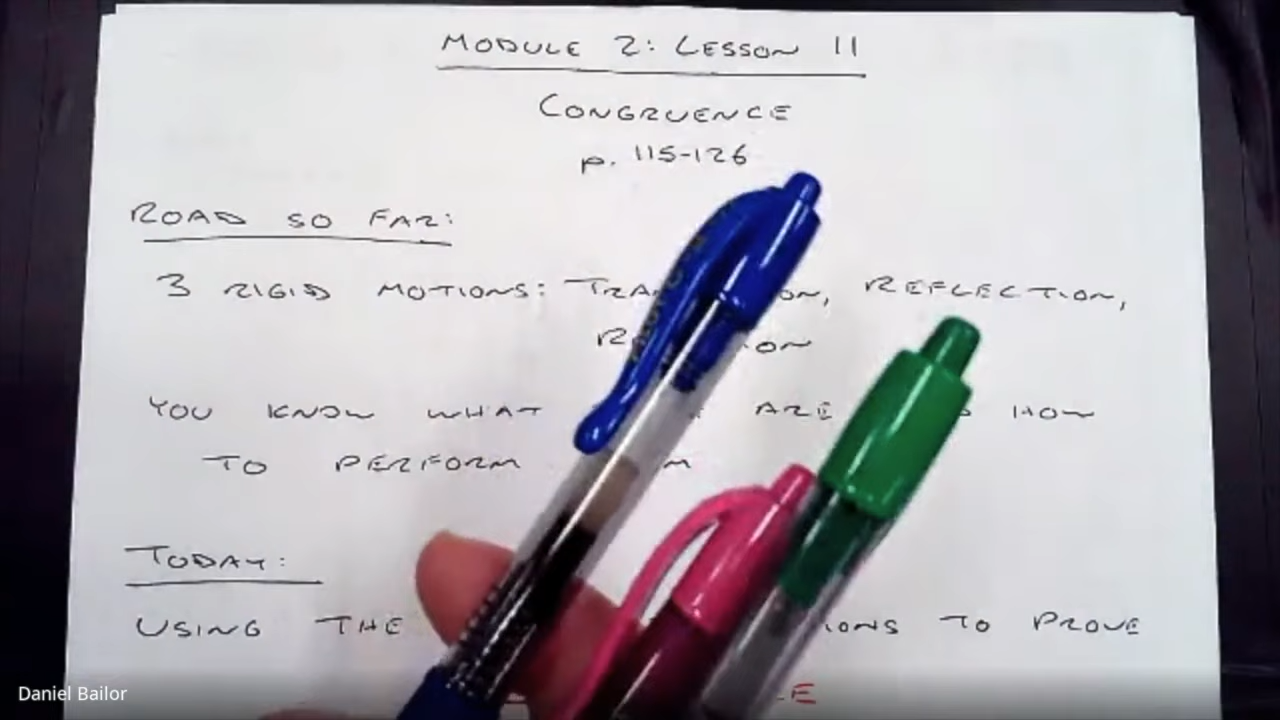 MODULE 2: LESSON 11
CONGRUENCE
p. 115-126
ROAD SO FAR:
3 RIGID MOTIONS: REFLECTION,
YOU KNOW WHAT ARE HOW
TO PERFORM
TODAY:
USING THE TO PROVE
Daniel Bailor